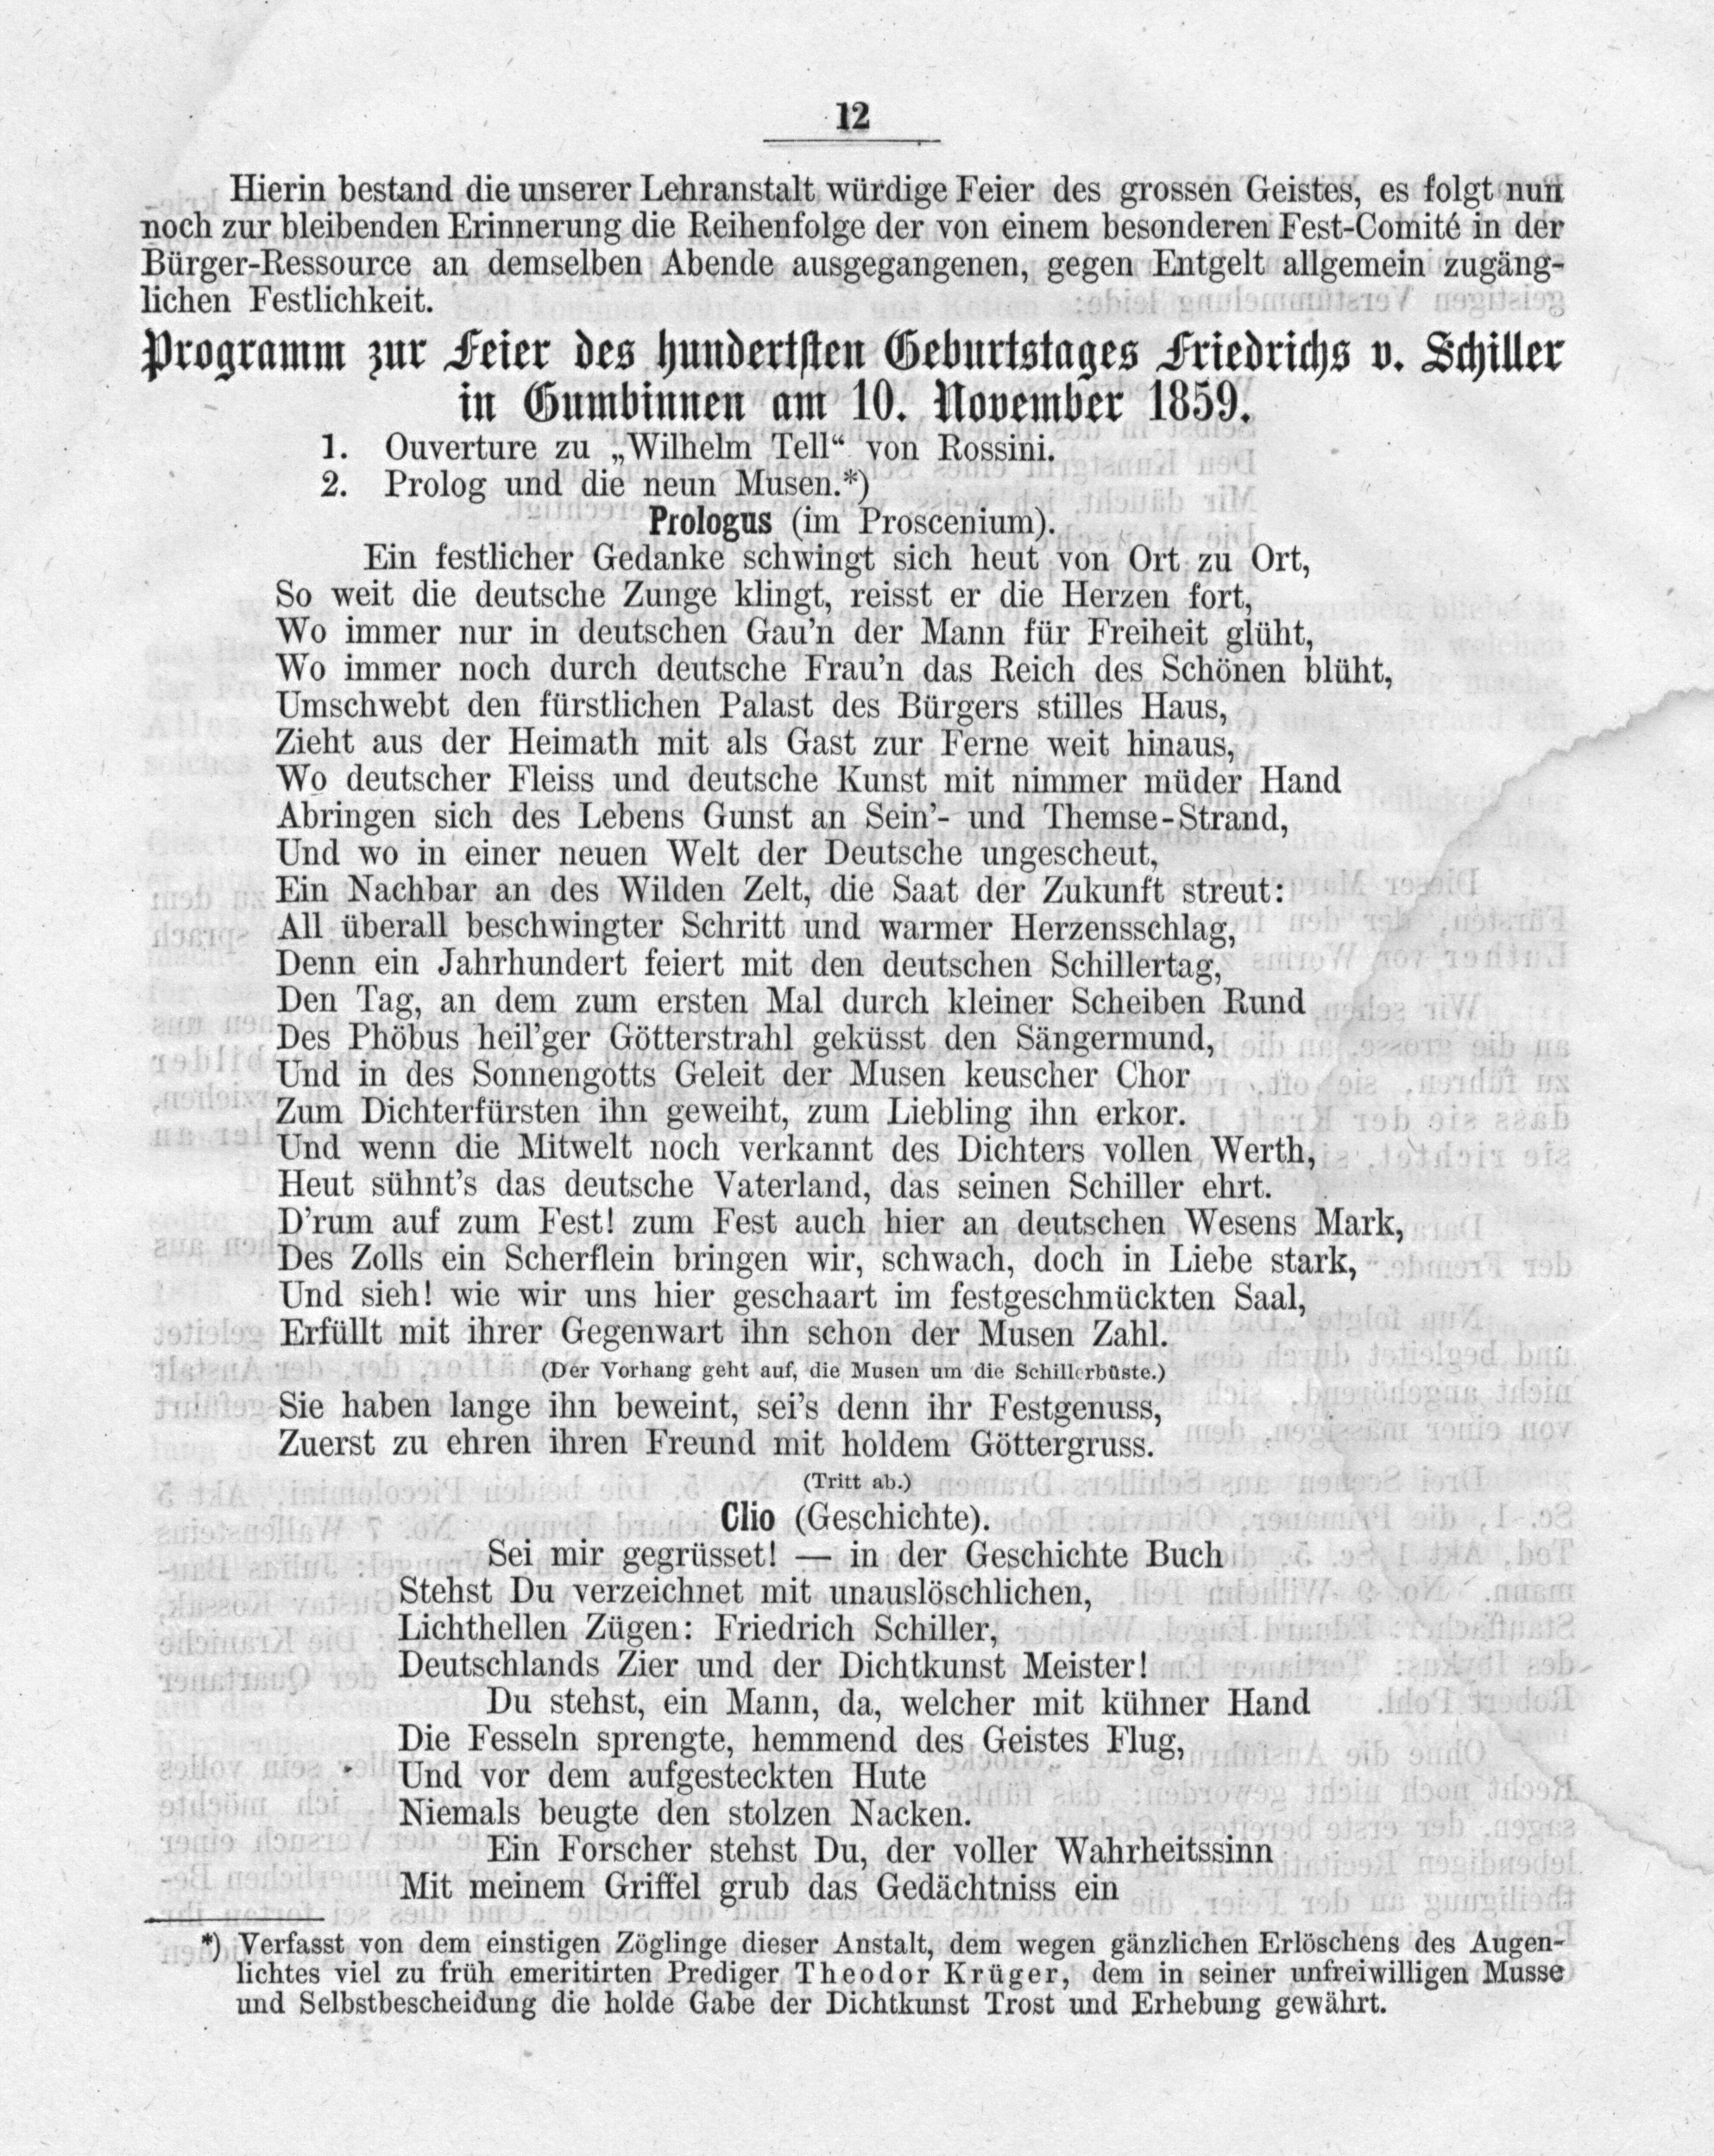 12
Hierin bestand die unserer Lehranstalt würdige Feier des grossen Geistes, es folgt nun
noch zur bleibenden Erinnerung die Reihenfolge der von einem besonderen Fest-Comité in der
Bürger-Ressource an demselben Abende ausgegangenen, gegen Entgelt allgemein zugäng-
lichen Festlichkeit.
Programm zur Feier des hundertsten Geburtstages Friedrichs v. Schiller
in Gumbinnen am 10. November 1859.
1. Ouverture zu „Wilhelm Tell“ von Rossini.
2. Prolog und die neun Musen.*)
Prologus (im Proscenium).
Ein festlicher Gedanke schwingt sich heut von Ort zu Ort,
So weit die deutsche Zunge klingt, reisst er die Herzen fort,
Wo immer nur in deutschen Gau'n der Mann für Freiheit glüht,
Wo immer noch durch deutsche Frau'n das Reich des Schönen blüht,
Umschwebt den fürstlichen Palast des Bürgers stilles Haus,
Zieht aus der Heimath mit als Gast zur Ferne weit hinaus,
Wo deutscher Fleiss und deutsche Kunst mit nimmer müder Hand
Abringen sich des Lebens Gunst an Sein'- und Themse-Strand,
Und wo in einer neuen Welt der Deutsche ungescheut,
Ein Nachbar an des Wilden Zelt, die Saat der Zukunft streut:
All überall beschwingter Schritt und warmer Herzensschlag,
Denn ein Jahrhundert feiert mit den deutschen Schillertag,
Den Tag, an dem zum ersten Mal durch kleiner Scheiben Rund
Des Phöbus heil'ger Götterstrahl geküsst den Sängermund,
Und in des Sonnengotts Geleit der Musen keuscher Chor
Zum Dichterfürsten ihn geweiht, zum Liebling ihn erkor.
Und wenn die Mitwelt noch verkannt des Dichters vollen Werth,
Heut sühnt's das deutsche Vaterland, das seinen Schiller ehrt.
D'rum auf zum Fest! zum Fest auch hier an deutschen Wesens Mark,
Des Zolls ein Scherflein bringen wir, schwach, doch in Liebe stark,
Und sieh! wie wir uns hier geschaart im festgeschmückten Saal,
Erfüllt mit ihrer Gegenwart ihn schon der Musen Zahl.
(Der Vorhang geht auf, die Musen um die Schillerbüste.)
Sie haben lange ihn beweint, sei's denn ihr Festgenuss,
Zuerst zu ehren ihren Freund mit holdem Göttergruss.
(Tritt ab.)
Clio (Geschichte).
Sei mir gegrüsset! — in der Geschichte Buch
Stehst Du verzeichnet mit unauslöschlichen,
Lichthellen Zügen: Friedrich Schiller,
Deutschlands Zier und der Dichtkunst Meister!
Du stehst, ein Mann, da, welcher mit kühner Hand
Die Fesseln sprengte, hemmend des Geistes Flug,
Und vor dem aufgesteckten Hute
Niemals beugte den stolzen Nacken.
Ein Forscher stehst Du, der voller Wahrheitssinn
Mit meinem Griffel grub das Gedächtniss ein
*) Verfasst von dem einstigen Zöglinge dieser Anstalt, dem wegen gänzlichen Erlöschens des Augen-
lichtes viel zu früh emeritirten Prediger Theodor Krüger, dem in seiner unfreiwilligen Musse
und Selbstbescheidung die holde Gabe der Dichtkunst Trost und Erhebung gewährt.